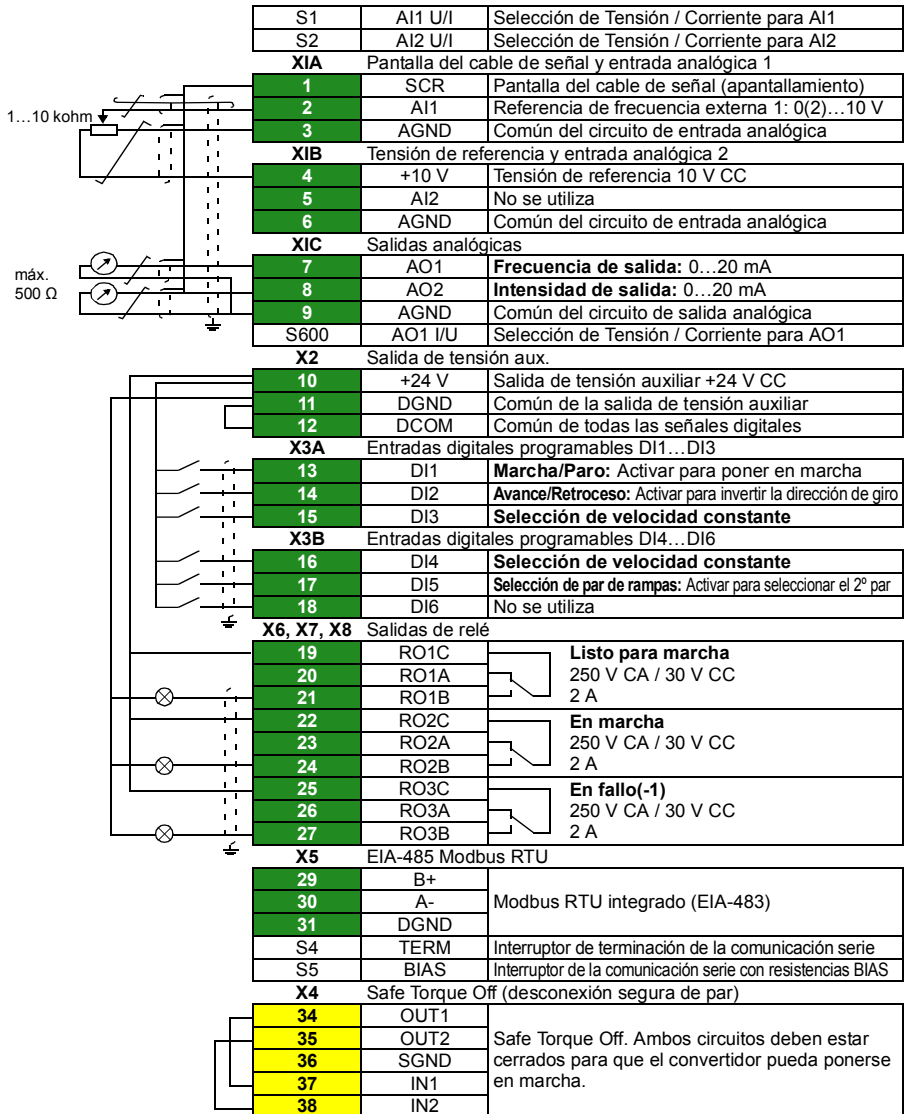 S1 AI1 U/I Selección de Tensión / Corriente para AI1
S2 AI2 U/I Selección de Tensión / Corriente para AI2
XIA Pantalla del cable de señal y entrada analógica 1
1 SCR Pantalla del cable de señal (apantallamiento)
1…10 kohm
2 AI1 Referencia de frecuencia externa 1: 0(2)…10 V
3 AGND Común del circuito de entrada analógica
XIB Tensión de referencia y entrada analógica 2
4 +10 V Tensión de referencia 10 V CC
5 AI2 No se utiliza
6 AGND Común del circuito de entrada analógica
XIC Salidas analógicas
7 AO1 Frecuencia de salida: 0…20 mA
máx.
500 Ω
8 AO2 Intensidad de salida: 0…20 mA
9 AGND Común del circuito de salida analógica
S600 AO1 I/U Selección de Tensión / Corriente para AO1
X2 Salida de tensión aux.
10 +24 V Salida de tensión auxiliar +24 V CC
11 DGND Común de la salida de tensión auxiliar
12 DCOM Común de todas las señales digitales
X3A Entradas digitales programables DI1…DI3
13 DI1 Marcha/Paro: Activar para poner en marcha
14 DI2 Avance/Retroceso: Activar para invertir la dirección de giro
15 DI3 Selección de velocidad constante
X3B Entradas digitales programables DI4…DI6
16 DI4 Selección de velocidad constante
17 DI5 Selección de par de rampas: Activar para seleccionar el 2º par
18 DI6 No se utiliza
X6, X7, X8 Salidas de relé
19 RO1C Listo para marcha
20 RO1A 250 V CA / 30 V CC
21 RO1B 2 A
22 RO2C En marcha
23 RO2A 250 V CA / 30 V CC
24 RO2B 2 A
25 RO3C En fallo(-1)
26 RO3A 250 V CA / 30 V CC
27 RO3B 2 A
X5 EIA-485 Modbus RTU
29 B+
30 A- Modbus RTU integrado (EIA-483)
31 DGND
S4 TERM Interruptor de terminación de la comunicación serie
S5 BIAS Interruptor de la comunicación serie con resistencias BIAS
X4 Safe Torque Off (desconexión segura de par)
34 OUT1
35 OUT2 Safe Torque Off. Ambos circuitos deben estar
36 SGND cerrados para que el convertidor pueda ponerse
37 IN1 en marcha.
38 IN2